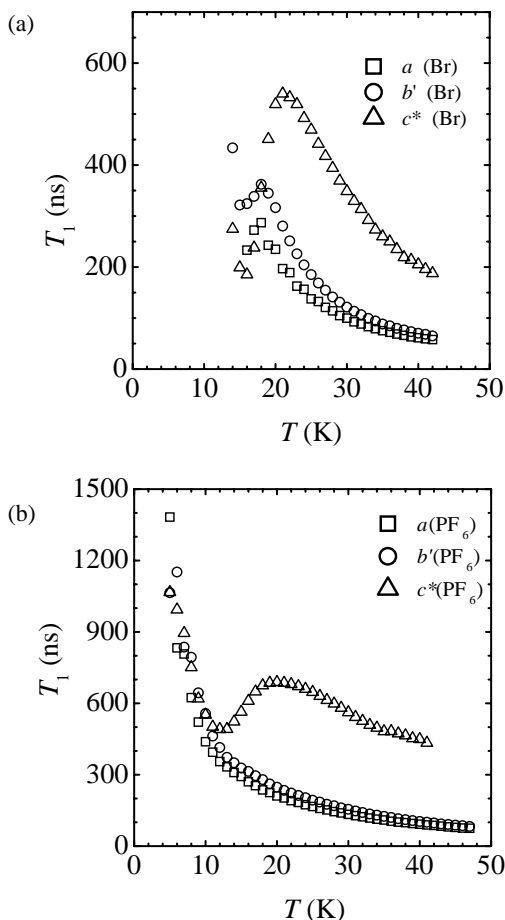 (a)
600
400
200
0
T₁ (ns)
a (Br)
b' (Br)
c* (Br)
0 10 20 30 40 50
T (K)
(b)
1500
1200
900
600
300
0
T₁ (ns)
a(PF₆)
b'(PF₆)
c*(PF₆)
0 10 20 30 40 50
T (K)